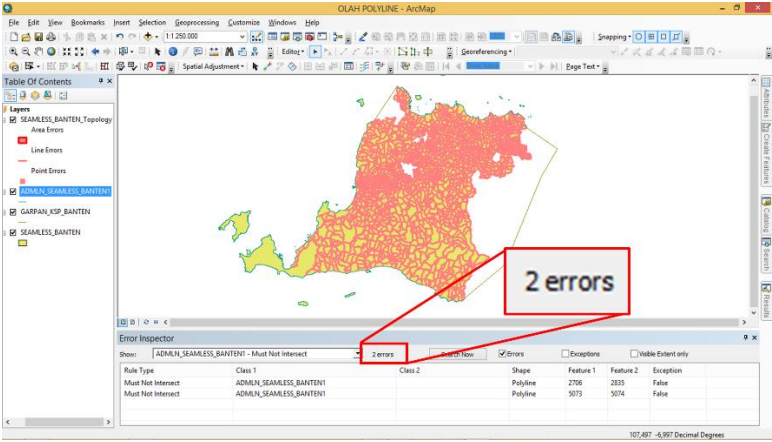 OLAH POLYLINE - ArcMap
File Edit View Bookmarks Insert Selection Geoprocessing Customize Windows Help
1:1.250.000
Snapping
Editor
Georeferencing
Spatial Adjustment
Page Text
Table Of Contents
Layers
SEAMLESS_BANTEN_Topology
Area Errors
Line Errors
Point Errors
ADMLN_SEAMLESS_BANTEN1
GARPAN_KSP_BANTEN
SEAMLESS_BANTEN
Attributes
Create Features
Catalog
Search
Results
2 errors
Error Inspector
Show: ADMLN_SEAMLESS_BANTEN1 - Must Not Intersect 2 errors Search Now Errors Exceptions Visible Extent only
Rule Type Class 1 Class 2 Shape Feature 1 Feature 2 Exception
Must Not Intersect ADMLN_SEAMLESS_BANTEN1 Polyline 2706 2835 False
Must Not Intersect ADMLN_SEAMLESS_BANTEN1 Polyline 5073 5074 False
107,497 -6,997 Decimal Degrees